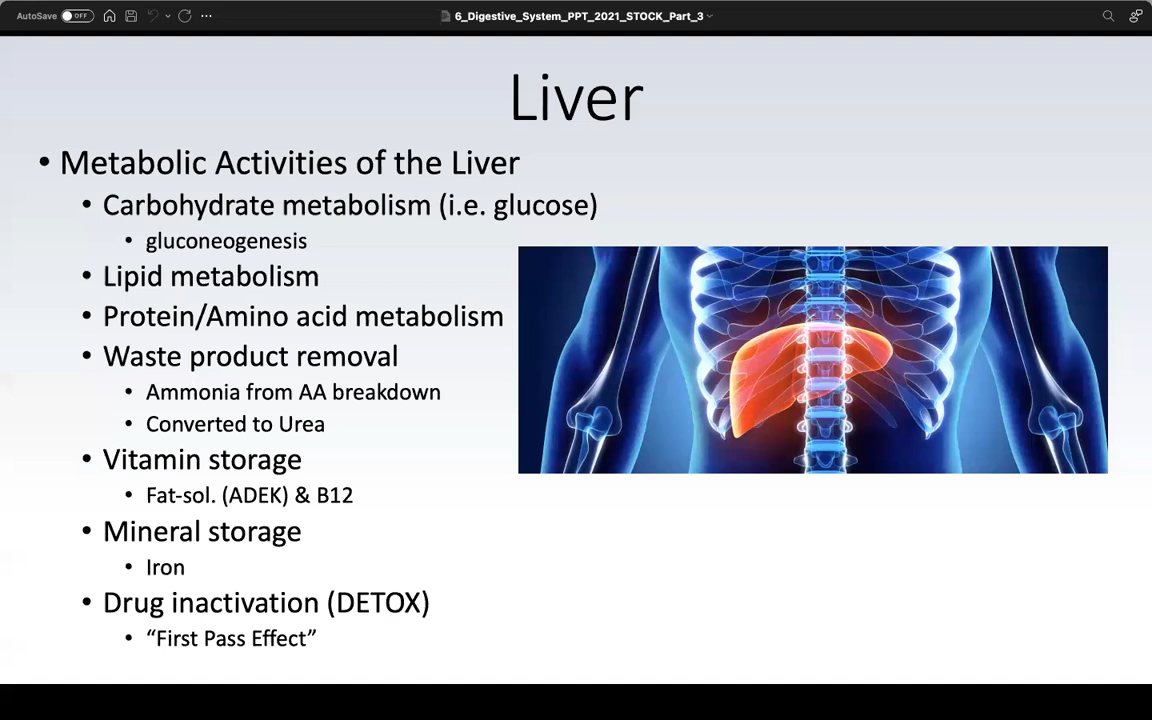 AutoSave OFF
6_Digestive_System_PPT_2021_STOCK_Part_3
Liver
• Metabolic Activities of the Liver
• Carbohydrate metabolism (i.e. glucose)
• gluconeogenesis
• Lipid metabolism
• Protein/Amino acid metabolism
• Waste product removal
• Ammonia from AA breakdown
• Converted to Urea
• Vitamin storage
• Fat-sol. (ADEK) & B12
• Mineral storage
• Iron
• Drug inactivation (DETOX)
• “First Pass Effect”